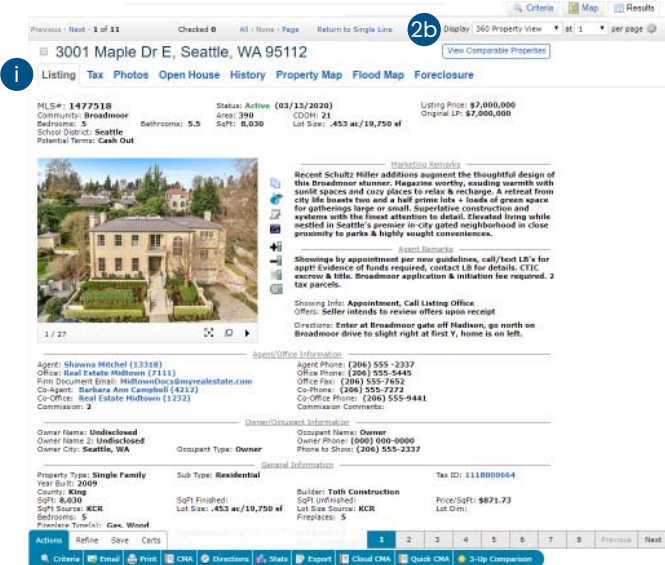 Criteria Map Results
Previous · Next · 1 of 11 Checked 0 All · None · Page Return to Single Line 2b Display 360 Property View at 1 per page
3001 Maple Dr E, Seattle, WA 95112 View Comparable Properties
i Listing Tax Photos Open House History Property Map Flood Map Foreclosure
MLS#: 1477518 Status: Active (03/13/2020) Listing Price: $7,000,000
Community: Broadmoor Area: 390 CDOM: 21 Original LP: $7,000,000
Bedrooms: 5 Bathrooms: 5.5 SqFt: 8,030 Lot Size: .453 ac/19,750 sf
School District: Seattle
Potential Terms: Cash Out
Marketing Remarks
Recent Schultz Miller additions augment the thoughtful design of
this Broadmoor stunner. Magazine worthy, exuding warmth with
sunlit spaces and cozy places to relax & recharge. A retreat from
city life boasts two and a half prime lots + loads of green space
for gatherings large or small. Superlative construction and
systems with the finest attention to detail. Elevated living while
nestled in Seattle's premier in-city gated neighborhood in close
proximity to parks & highly sought conveniences.
Agent Remarks
Showings by appointment per new guidelines, call/text LB's for
appt! Evidence of funds required, contact LB for details. CTIC
escrow & title. Broadmoor application & initiation fee required. 2
tax parcels.
Showing Info: Appointment, Call Listing Office
Offers: Seller intends to review offers upon receipt
Directions: Enter at Broadmoor gate off Madison, go north on
Broadmoor drive to slight right at first Y, home is on left.
1 / 27
Agent/Office Information
Agent: Shawna Mitchel (13318) Agent Phone: (206) 555 -2337
Office: Real Estate Midtown (7111) Office Phone: (206) 555-5445
Firm Document Email: MidtownDocs@myrealestate.com Office Fax: (206) 555-7652
Co-Agent: Barbara Ann Campbell (4212) Co-Phone: (206) 555-7272
Co-Office: Real Estate Midtown (1232) Co-Office Phone: (206) 555-9441
Commission: 2 Commission Comments:
Owner/Occupant Information
Owner Name: Undisclosed Occupant Name: Owner
Owner Name 2: Undisclosed Owner Phone: (000) 000-0000
Owner City: Seattle, WA Occupant Type: Owner Phone to Show: (206) 555-2337
General Information
Property Type: Single Family Sub Type: Residential Tax ID: 1118000664
Year Built: 2009
County: King Builder: Toth Construction
SqFt: 8,030 SqFt Finished: SqFt Unfinished: Price/SqFt: $871.73
SqFt Source: KCR Lot Size: .453 ac/19,750 sf Lot Size Source: KCR Lot Dim:
Bedrooms: 5 Fireplaces: 5
Fireplace Type(s): Gas, Wood
Actions Refine Save Carts 1 2 3 4 5 6 7 8 Previous Next
Criteria Email Print CMA Directions Stats Export Cloud CMA Quick CMA 3-Up Comparison